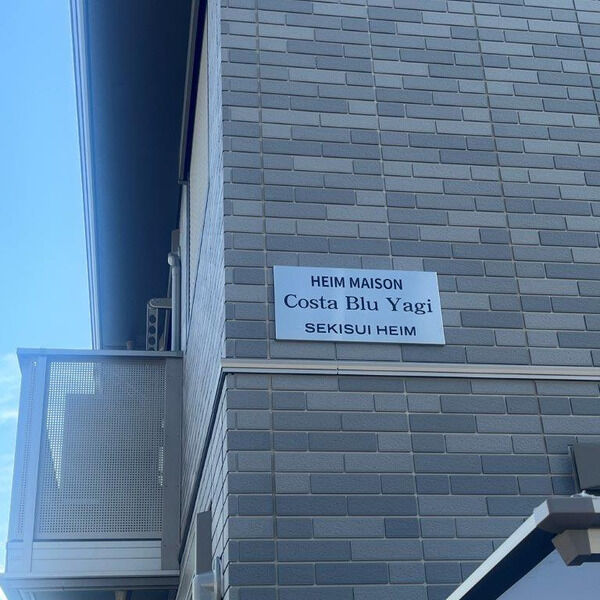 HEIM MAISON
Costa Blu Yagi
SEKISUI HEIM